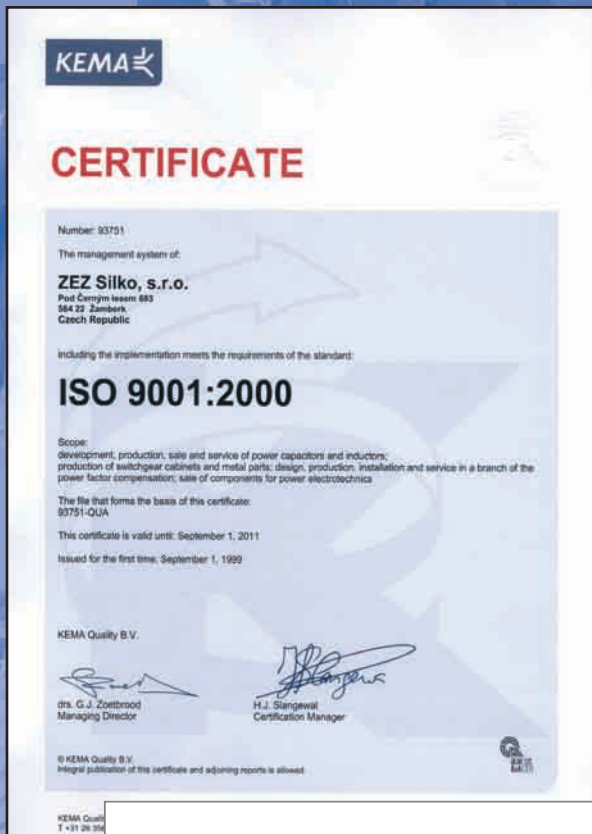 KEMA
CERTIFICATE
Number: 93751
The management system of:
ZEZ Silko, s.r.o.
Pod Černým lesem 683
564 22 Žamberk
Czech Republic
including the implementation meets the requirements of the standard:
ISO 9001:2000
Scope:
development, production, sale and service of power capacitors and inductors;
production of switchgear cabinets and metal parts; design, production, installation and service in a branch of the
power factor compensation; sale of components for power electrotechnics
The file that forms the basis of this certificate:
93751-QUA
This certificate is valid until: September 1, 2011
Issued for the first time: September 1, 1999
KEMA Quality B.V.
drs. G.J. Zoetbrood
Managing Director
H.J. Slangewal
Certification Manager
© KEMA Quality B.V.
Integral publication of this certificate and adjoining reports is allowed
KEMA
T +31 26